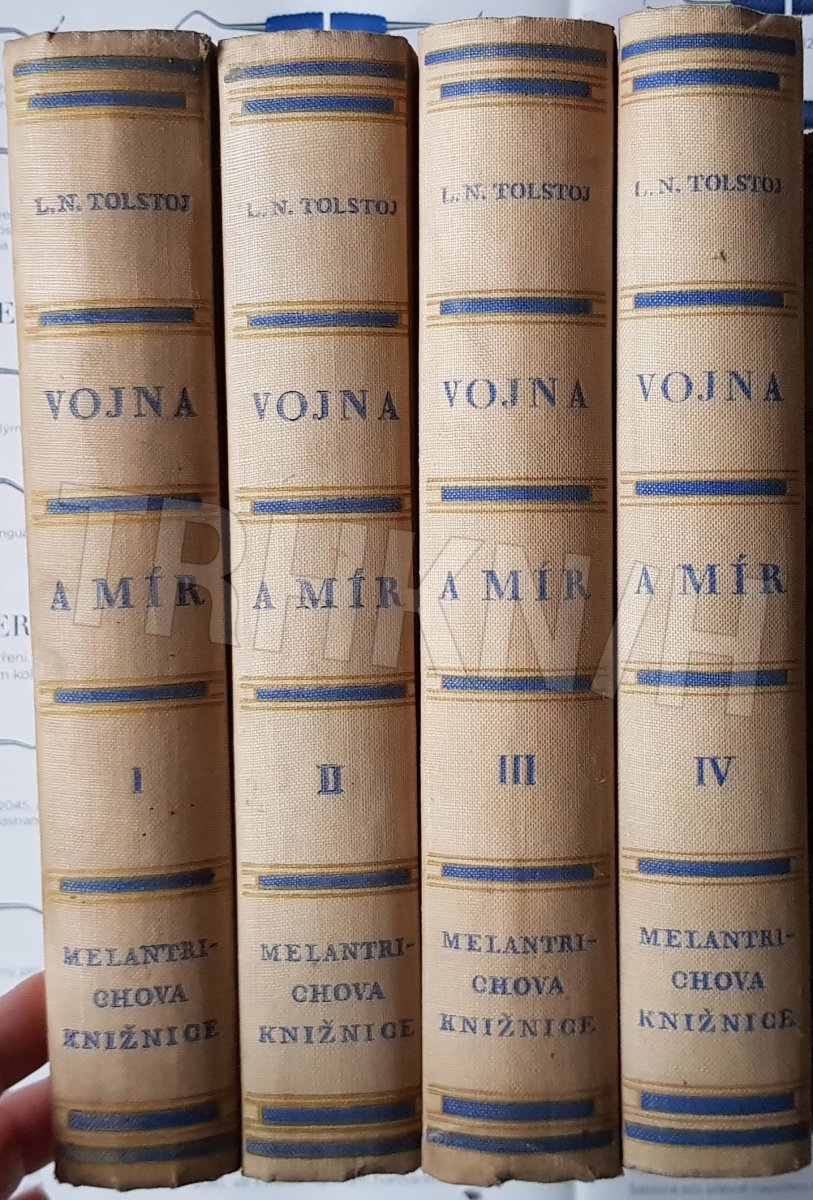 L.N. TOLSTOJ
VOJNA
A MÍR
I
MELANTRI-
CHOVA
KNIŽNICE
L.N. TOLSTOJ
VOJNA
A MÍR
II
MELANTRI-
CHOVA
KNIŽNICE
L.N. TOLSTOJ
VOJNA
A MÍR
III
MELANTRI-
CHOVA
KNIŽNICE
L.N. TOLSTOJ
VOJNA
A MÍR
IV
MELANTRI-
CHOVA
KNIŽNICE
TRHKNIH